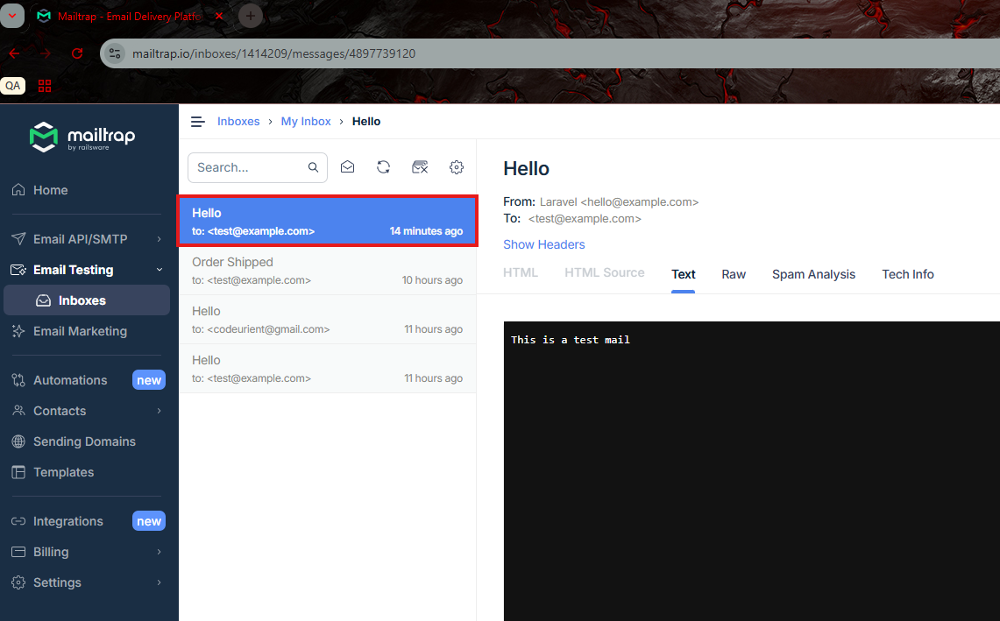 Mailtrap - Email Delivery Platfo
mailtrap.io/inboxes/1414209/messages/4897739120
QA
mailtrap
by railsware
Home
Email API/SMTP
Email Testing
Inboxes
Email Marketing
Automations new
Contacts
Sending Domains
Templates
Integrations new
Billing
Settings
Inboxes › My Inbox › Hello
Search...
Hello
to: <test@example.com> 14 minutes ago
Order Shipped
to: <test@example.com> 10 hours ago
Hello
to: <codeurient@gmail.com> 11 hours ago
Hello
to: <test@example.com> 11 hours ago
Hello
From: Laravel <hello@example.com>
To: <test@example.com>
Show Headers
HTML HTML Source Text Raw Spam Analysis Tech Info
This is a test mail